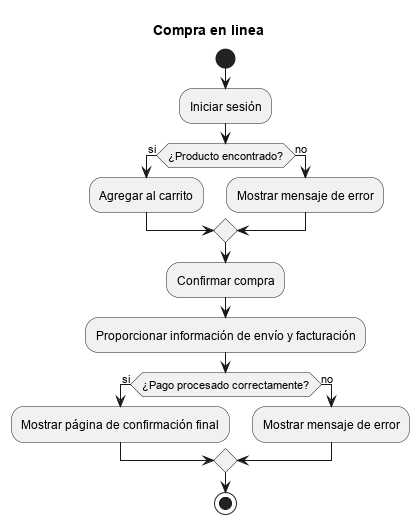 Compra en linea
Iniciar sesión
si
¿Producto encontrado?
no
Agregar al carrito
Mostrar mensaje de error
Confirmar compra
Proporcionar información de envío y facturación
si
¿Pago procesado correctamente?
no
Mostrar página de confirmación final
Mostrar mensaje de error